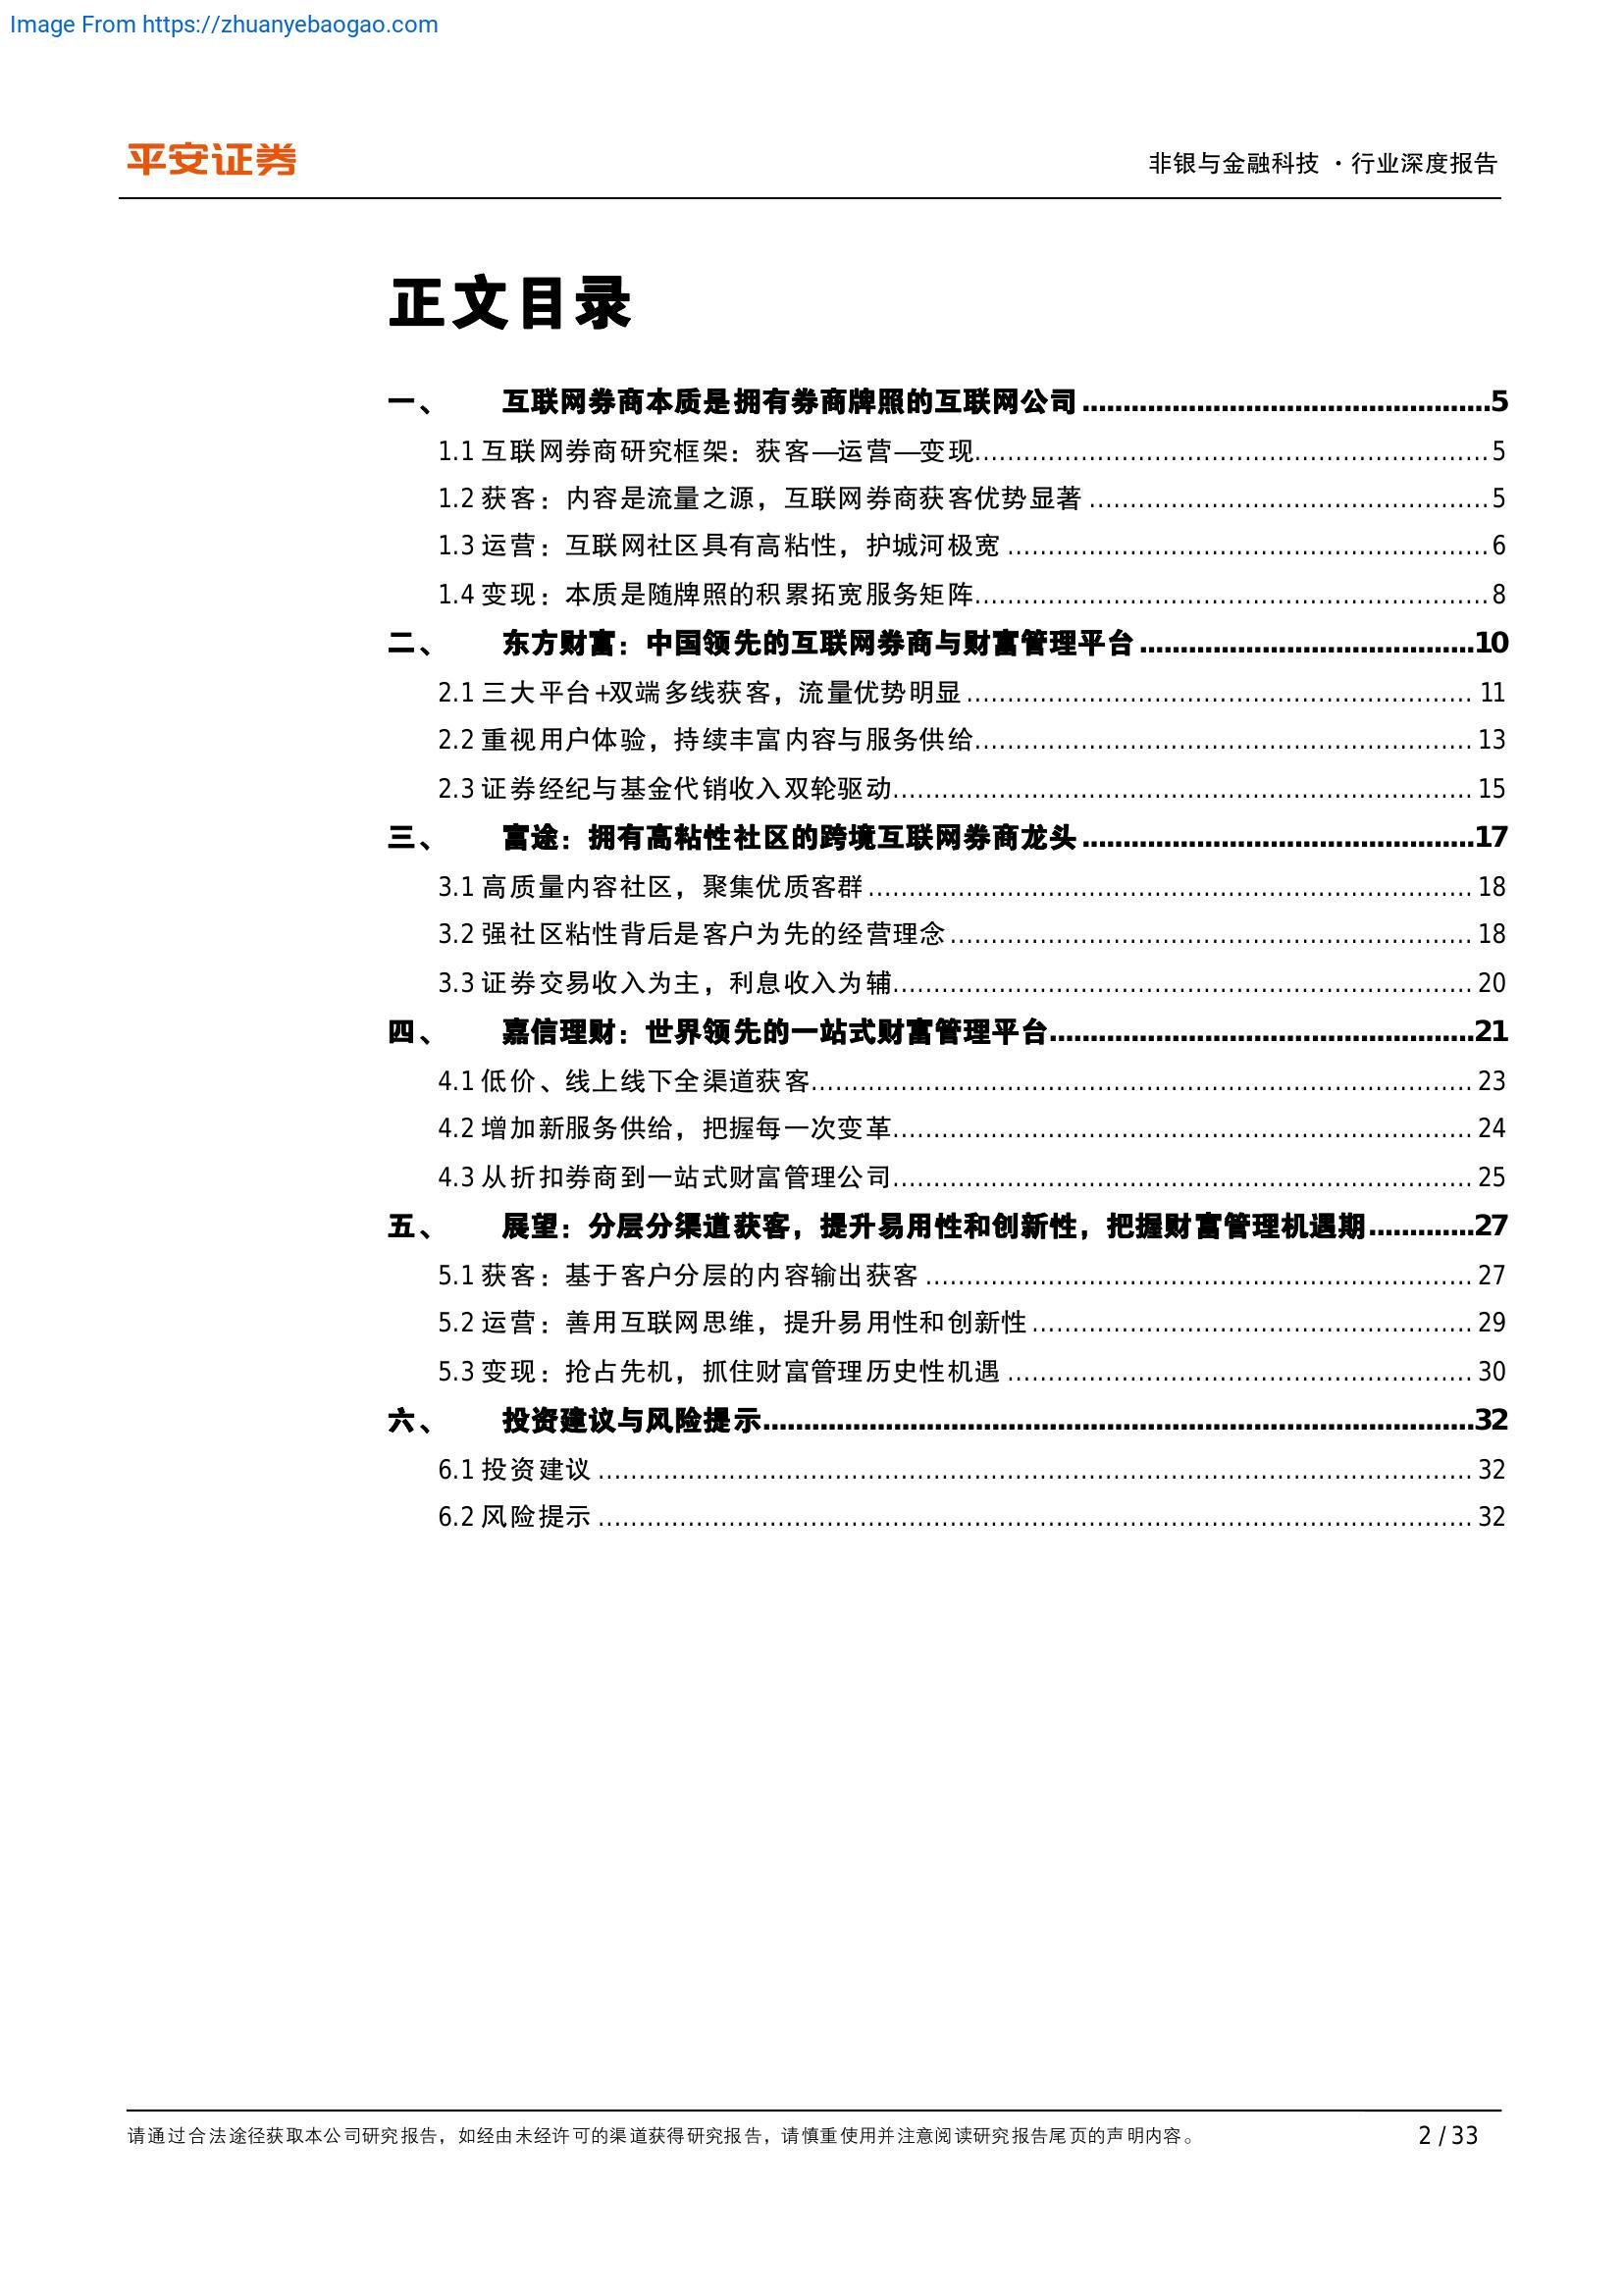 Image From https://zhuanyebaogao.com
平安证券
非银与金融科技 · 行业深度报告
正文目录
一、 互联网券商本质是拥有券商牌照的互联网公司 5
1.1 互联网券商研究框架：获客—运营—变现 5
1.2 获客：内容是流量之源，互联网券商获客优势显著 5
1.3 运营：互联网社区具有高粘性，护城河极宽 6
1.4 变现：本质是随牌照的积累拓宽服务矩阵 8
二、 东方财富：中国领先的互联网券商与财富管理平台 10
2.1 三大平台+双端多线获客，流量优势明显 11
2.2 重视用户体验，持续丰富内容与服务供给 13
2.3 证券经纪与基金代销收入双轮驱动 15
三、 富途：拥有高粘性社区的跨境互联网券商龙头 17
3.1 高质量内容社区，聚集优质客群 18
3.2 强社区粘性背后是客户为先的经营理念 18
3.3 证券交易收入为主，利息收入为辅 20
四、 嘉信理财：世界领先的一站式财富管理平台 21
4.1 低价、线上线下全渠道获客 23
4.2 增加新服务供给，把握每一次变革 24
4.3 从折扣券商到一站式财富管理公司 25
五、 展望：分层分渠道获客，提升易用性和创新性，把握财富管理机遇期 27
5.1 获客：基于客户分层的内容输出获客 27
5.2 运营：善用互联网思维，提升易用性和创新性 29
5.3 变现：抢占先机，抓住财富管理历史性机遇 30
六、 投资建议与风险提示 32
6.1 投资建议 32
6.2 风险提示 32
请通过合法途径获取本公司研究报告，如经由未经许可的渠道获得研究报告，请慎重使用并注意阅读研究报告尾页的声明内容。
2 / 33